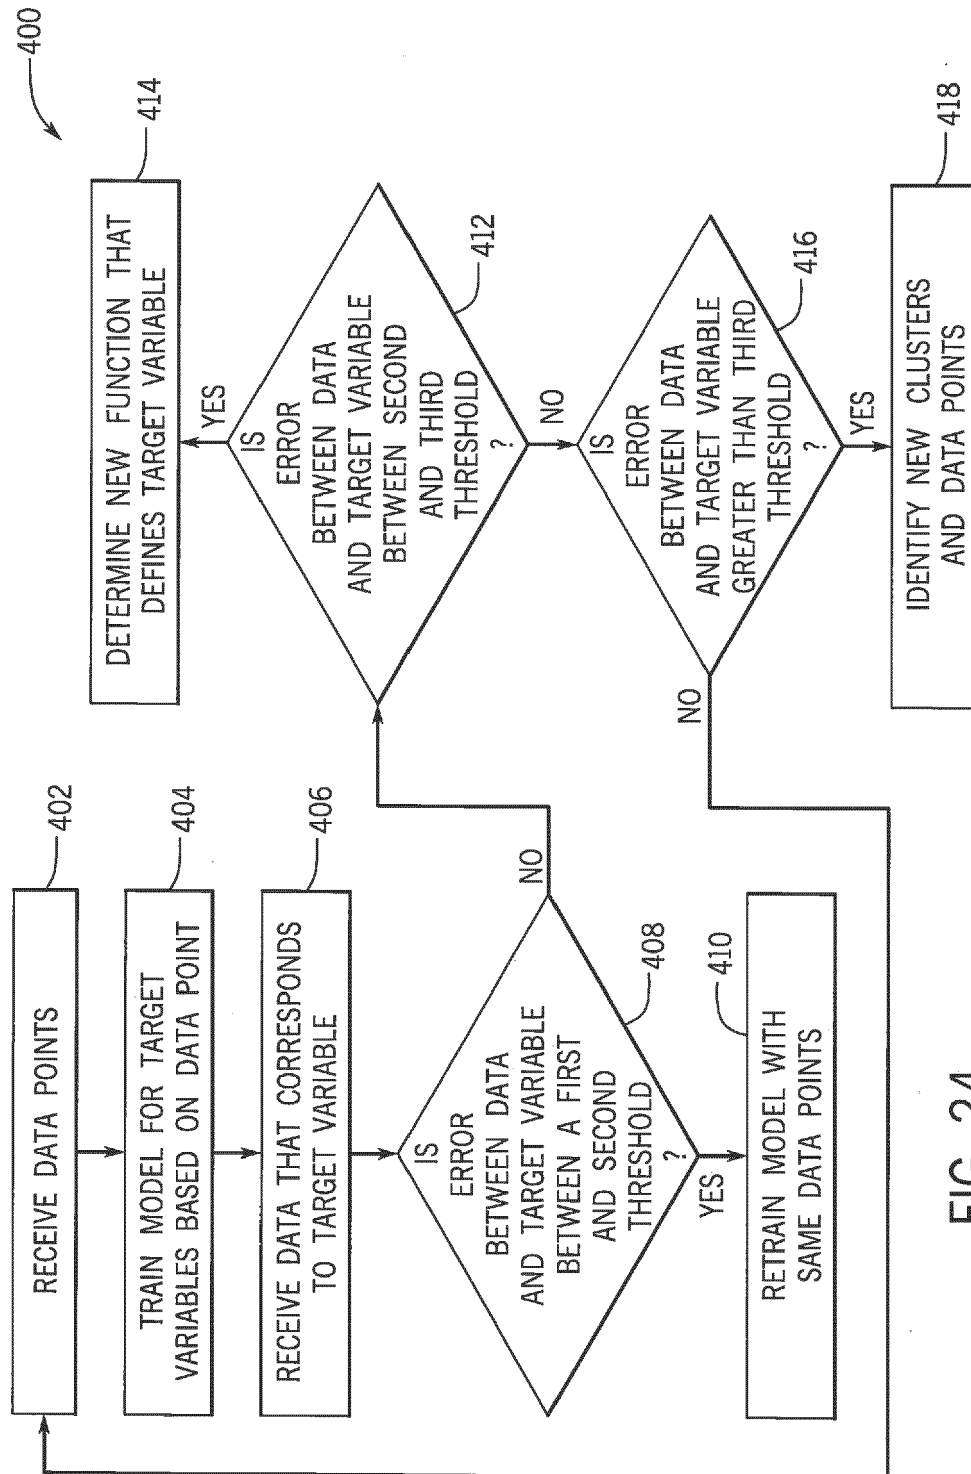 400
402
RECEIVE DATA POINTS
404
TRAIN MODEL FOR TARGET
VARIABLES BASED ON DATA POINT
406
RECEIVE DATA THAT CORRESPONDS
TO TARGET VARIABLE
IS
ERROR
BETWEEN DATA
AND TARGET VARIABLE
BETWEEN A FIRST
AND SECOND
THRESHOLD
?
408
NO
YES
410
RETRAIN MODEL WITH
SAME DATA POINTS
414
DETERMINE NEW FUNCTION THAT
DEFINES TARGET VARIABLE
YES
IS
ERROR
BETWEEN DATA
AND TARGET VARIABLE
BETWEEN SECOND
AND THIRD
THRESHOLD
?
412
NO
IS
ERROR
BETWEEN DATA
AND TARGET VARIABLE
GREATER THAN THIRD
THRESHOLD
?
416
NO
YES
418
IDENTIFY NEW CLUSTERS
AND DATA POINTS
FIG. 24